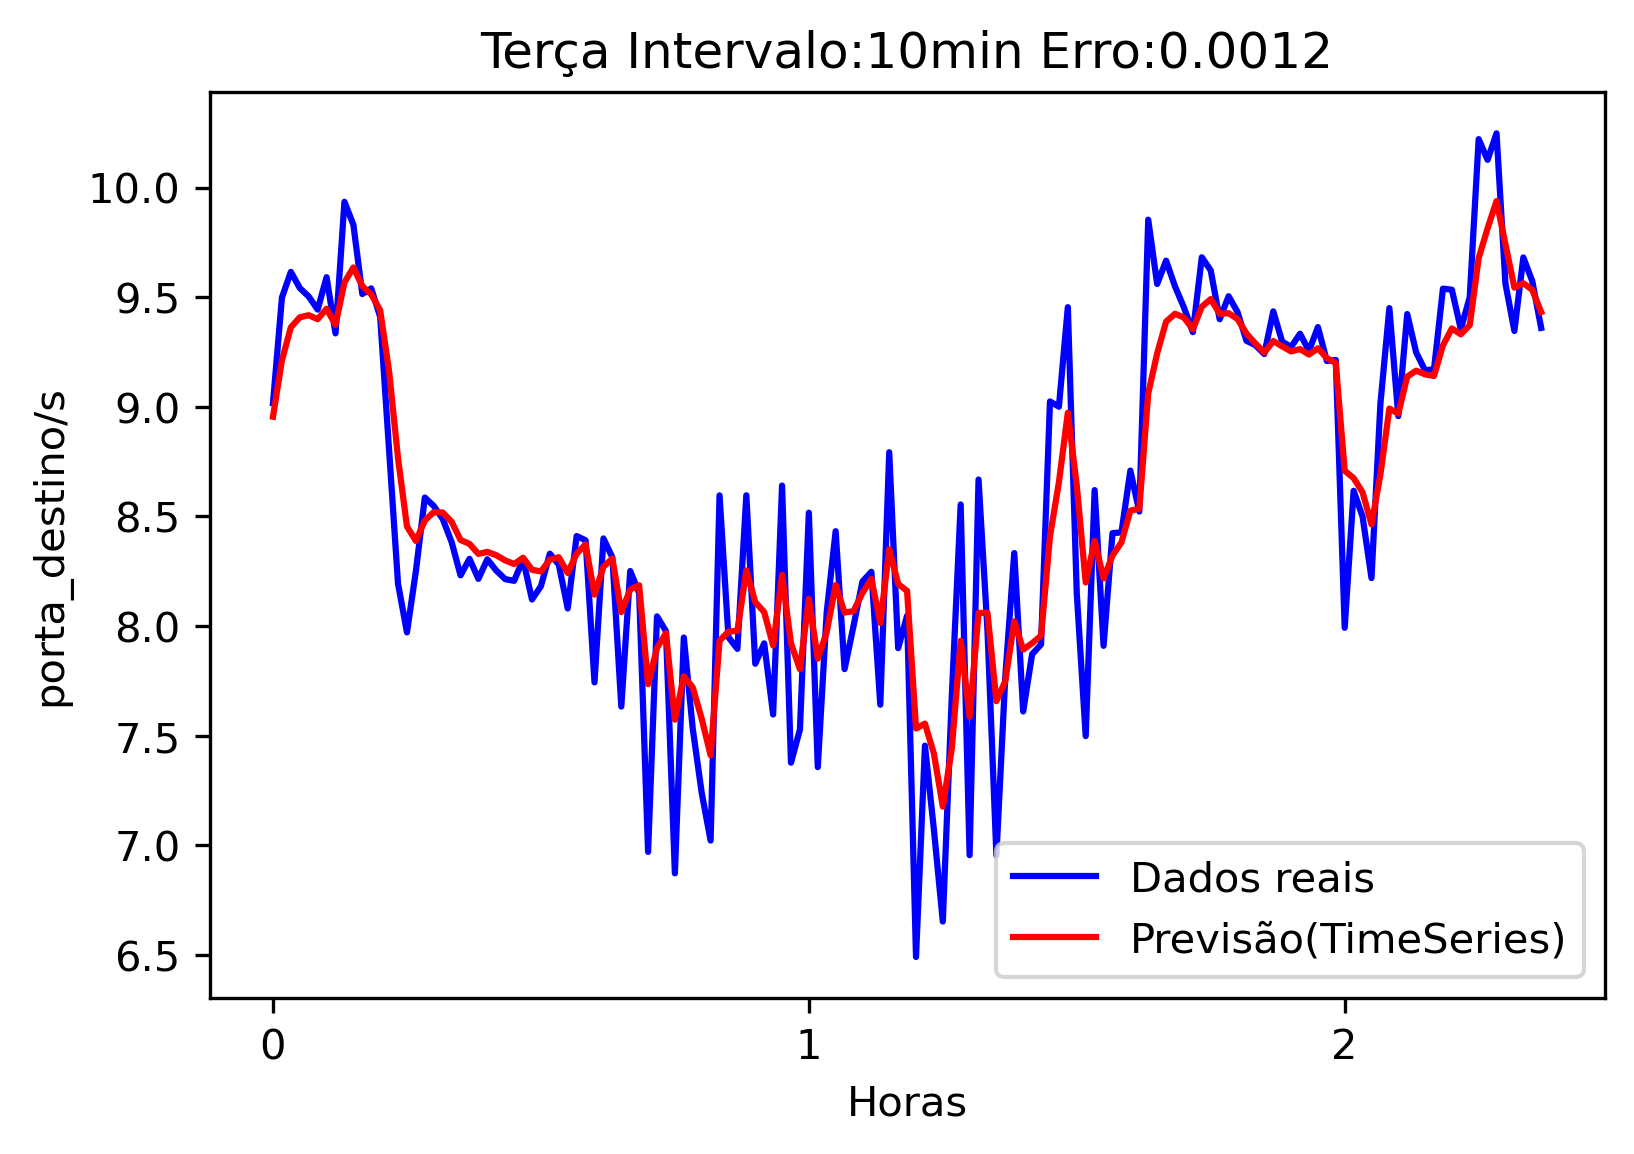 Terça Intervalo:10min Erro:0.0012
porta_destino/s
10.0
9.5
9.0
8.5
8.0
7.5
7.0
6.5
Dados reais
Previsão(TimeSeries)
0 1 2
Horas